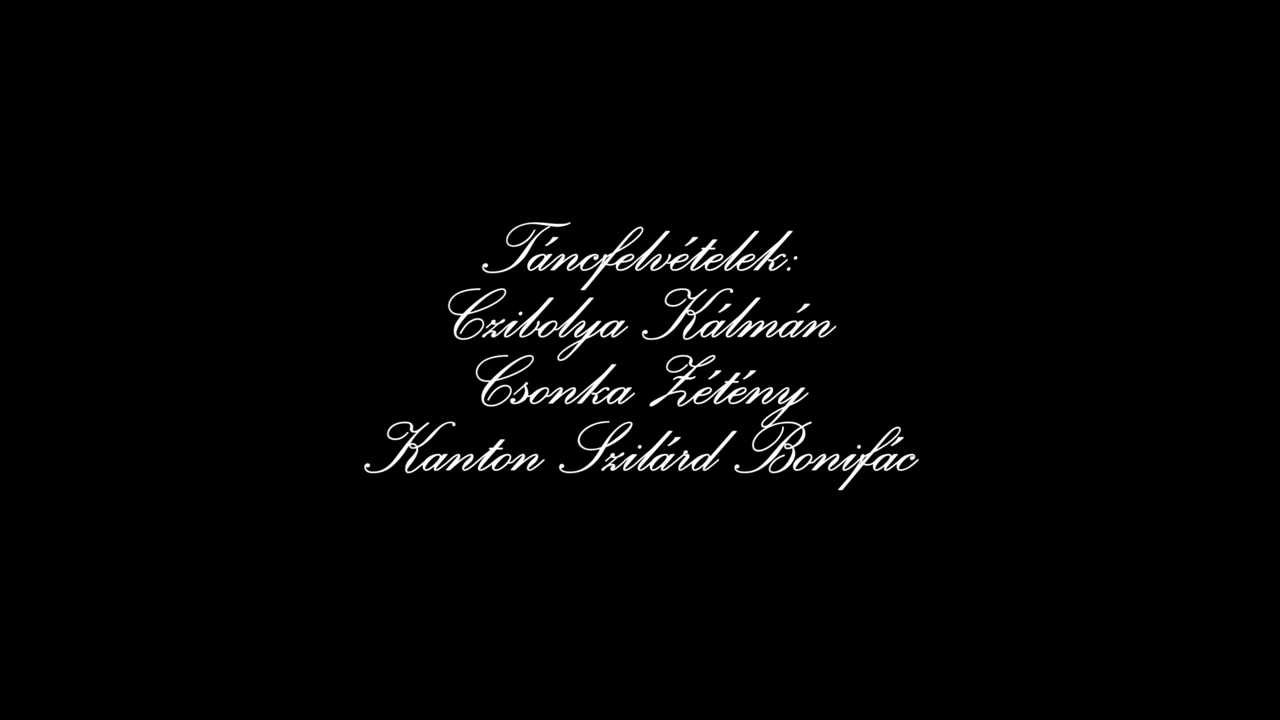 Táncfelvételek:
Czibolya Kálmán
Csonka Zétény
Kanton Szilárd Bonifác